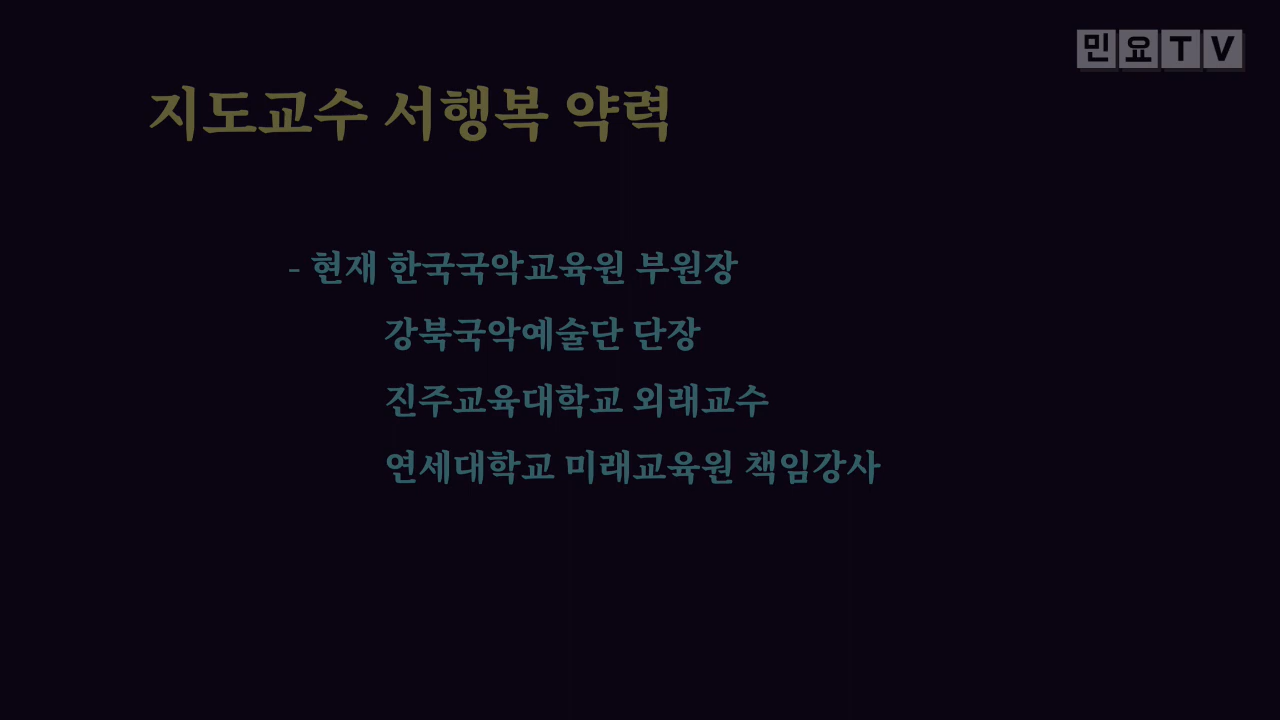 민요TV
지도교수 서행복 약력
- 현재 한국국악교육원 부원장
강북국악예술단 단장
진주교육대학교 외래교수
연세대학교 미래교육원 책임강사